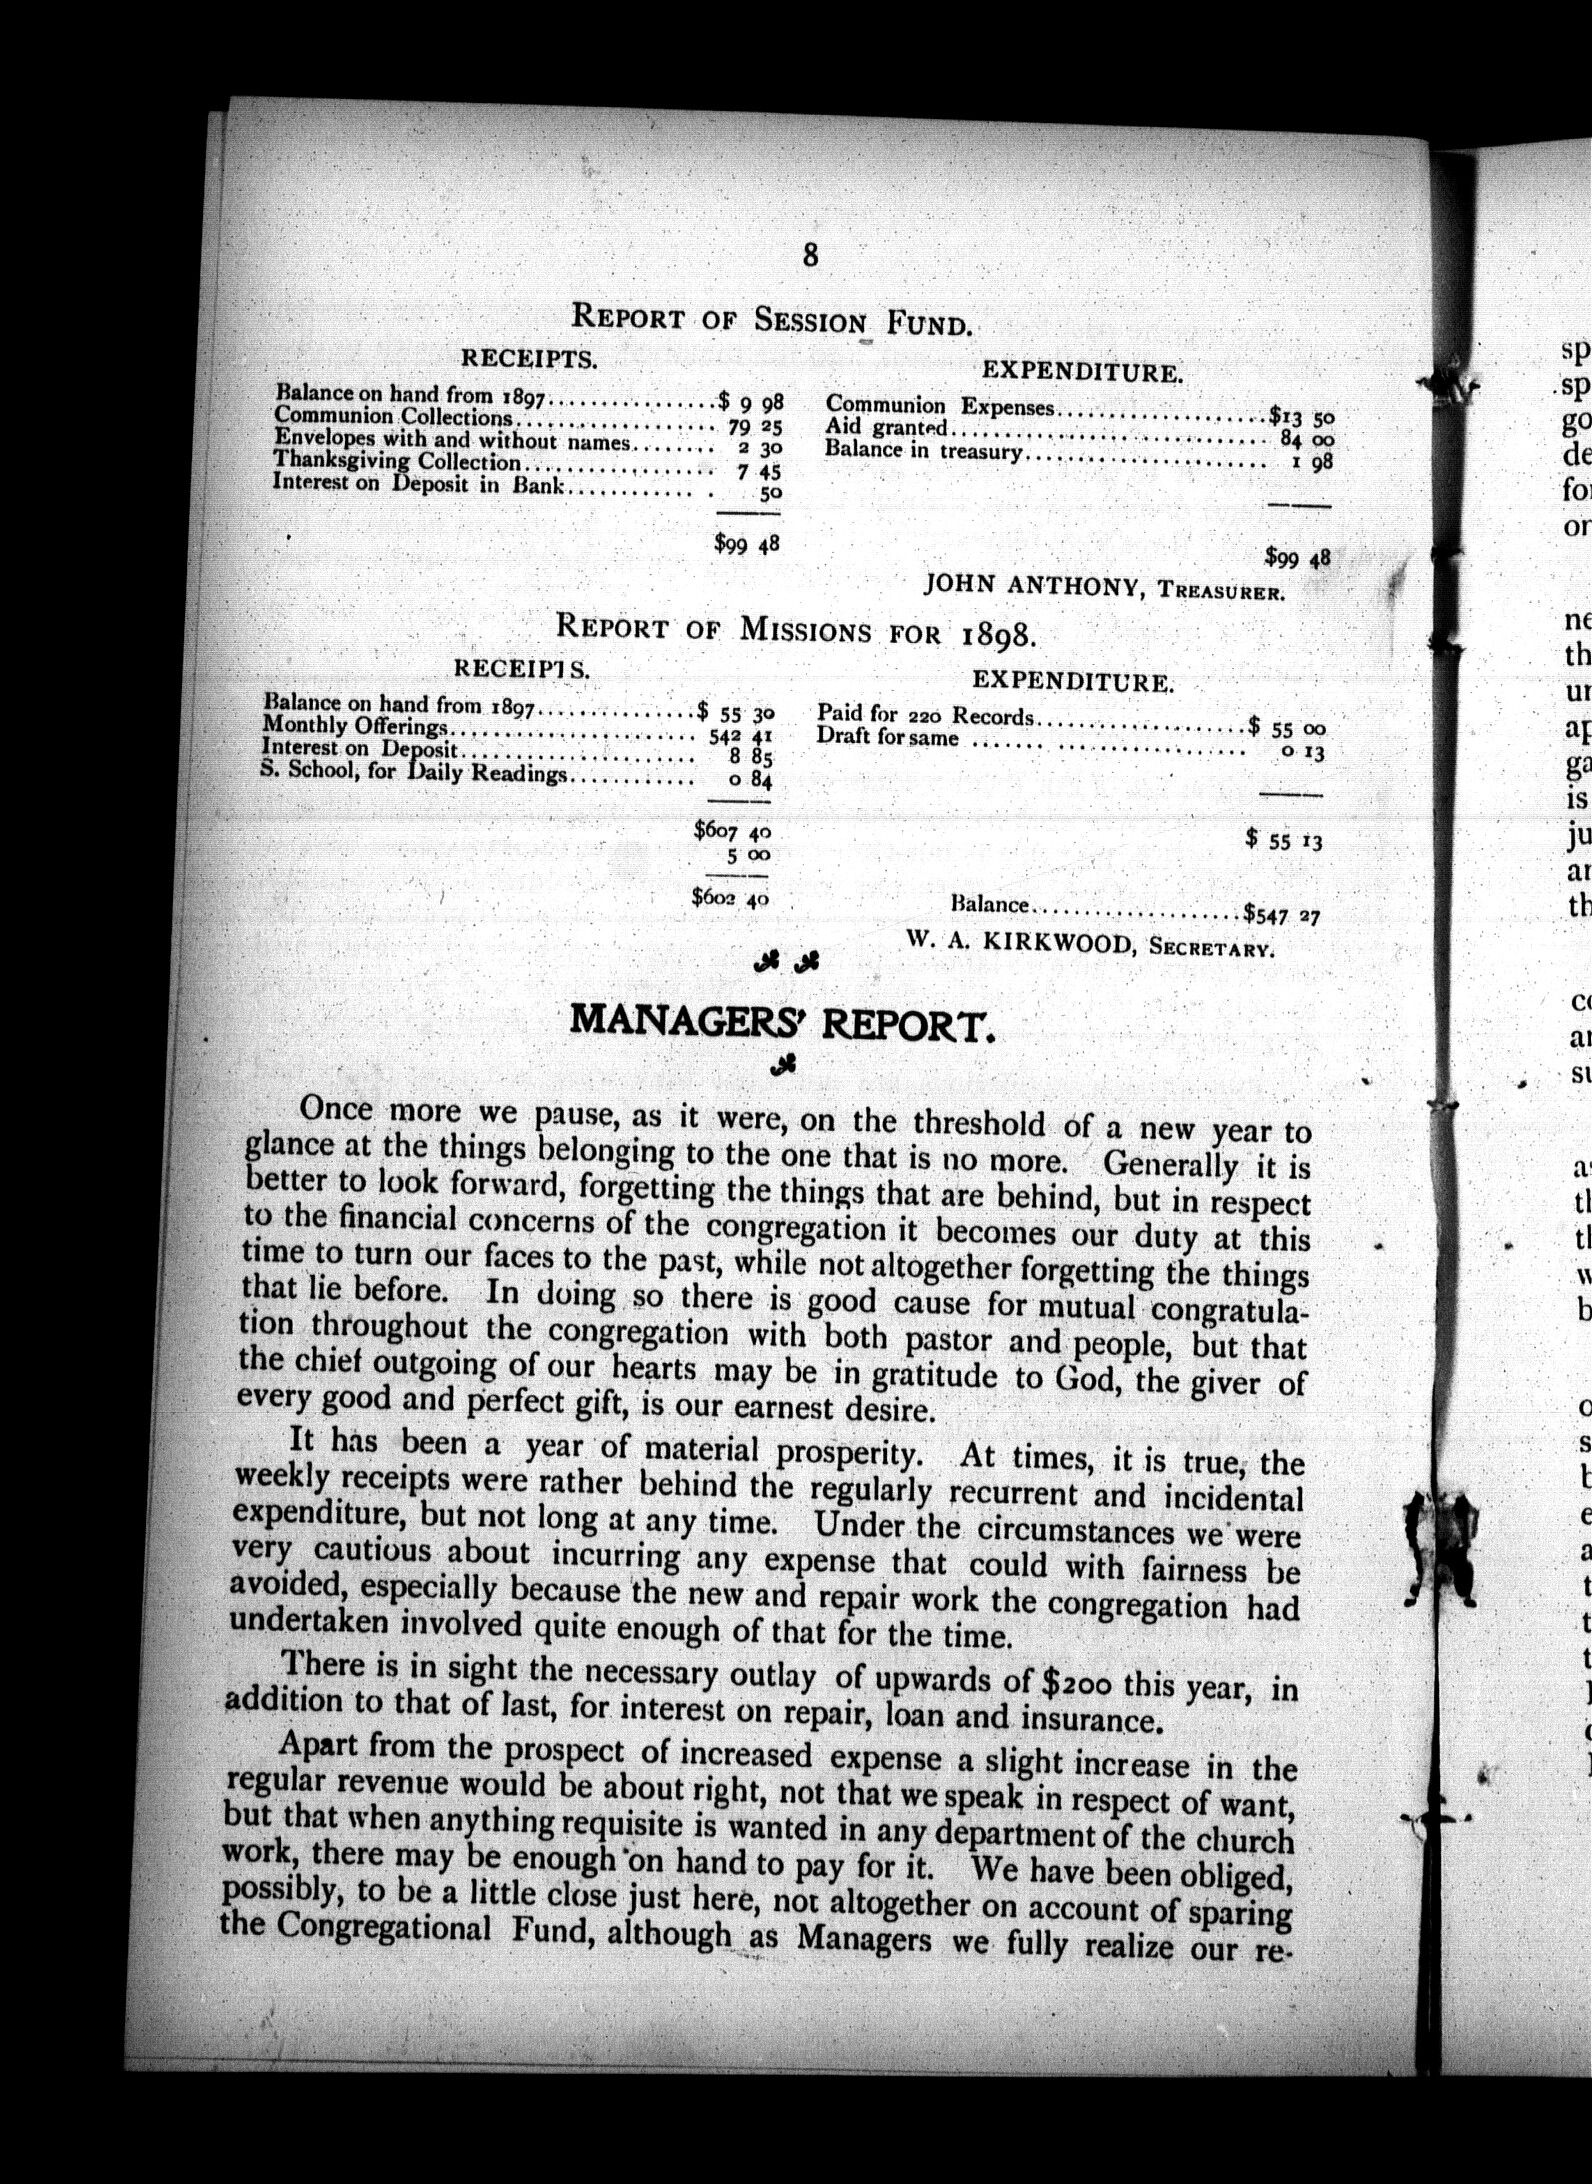 8
REPORT OF SESSION FUND.
RECEIPTS.
Balance on hand from 1897................$ 9 98
Communion Collections.................... 79 25
Envelopes with and without names........ 2 30
Thanksgiving Collection.................. 7 45
Interest on Deposit in Bank............ . 50
$99 48
EXPENDITURE.
Communion Expenses....................$13 50
Aid granted.............................. 84 00
Balance in treasury....................... 1 98
$99 48
JOHN ANTHONY, TREASURER.
REPORT OF MISSIONS FOR 1898.
RECEIPTS.
Balance on hand from 1897...............$ 55 30
Monthly Offerings........................ 542 41
Interest on Deposit....................... 8 85
S. School, for Daily Readings............ 0 84
$607 40
5 00
$602 40
EXPENDITURE.
Paid for 220 Records....................$ 55 00
Draft for same ....... .................. 0 13
$ 55 13
Balance....................$547 27
W. A. KIRKWOOD, SECRETARY.
MANAGERS' REPORT.
Once more we pause, as it were, on the threshold of a new year to
glance at the things belonging to the one that is no more. Generally it is
better to look forward, forgetting the things that are behind, but in respect
to the financial concerns of the congregation it becomes our duty at this
time to turn our faces to the past, while not altogether forgetting the things
that lie before. In doing so there is good cause for mutual congratula-
tion throughout the congregation with both pastor and people, but that
the chief outgoing of our hearts may be in gratitude to God, the giver of
every good and perfect gift, is our earnest desire.
It has been a year of material prosperity. At times, it is true, the
weekly receipts were rather behind the regularly recurrent and incidental
expenditure, but not long at any time. Under the circumstances we were
very cautious about incurring any expense that could with fairness be
avoided, especially because the new and repair work the congregation had
undertaken involved quite enough of that for the time.
There is in sight the necessary outlay of upwards of $200 this year, in
addition to that of last, for interest on repair, loan and insurance.
Apart from the prospect of increased expense a slight increase in the
regular revenue would be about right, not that we speak in respect of want,
but that when anything requisite is wanted in any department of the church
work, there may be enough on hand to pay for it. We have been obliged,
possibly, to be a little close just here, not altogether on account of sparing
the Congregational Fund, although as Managers we fully realize our re-